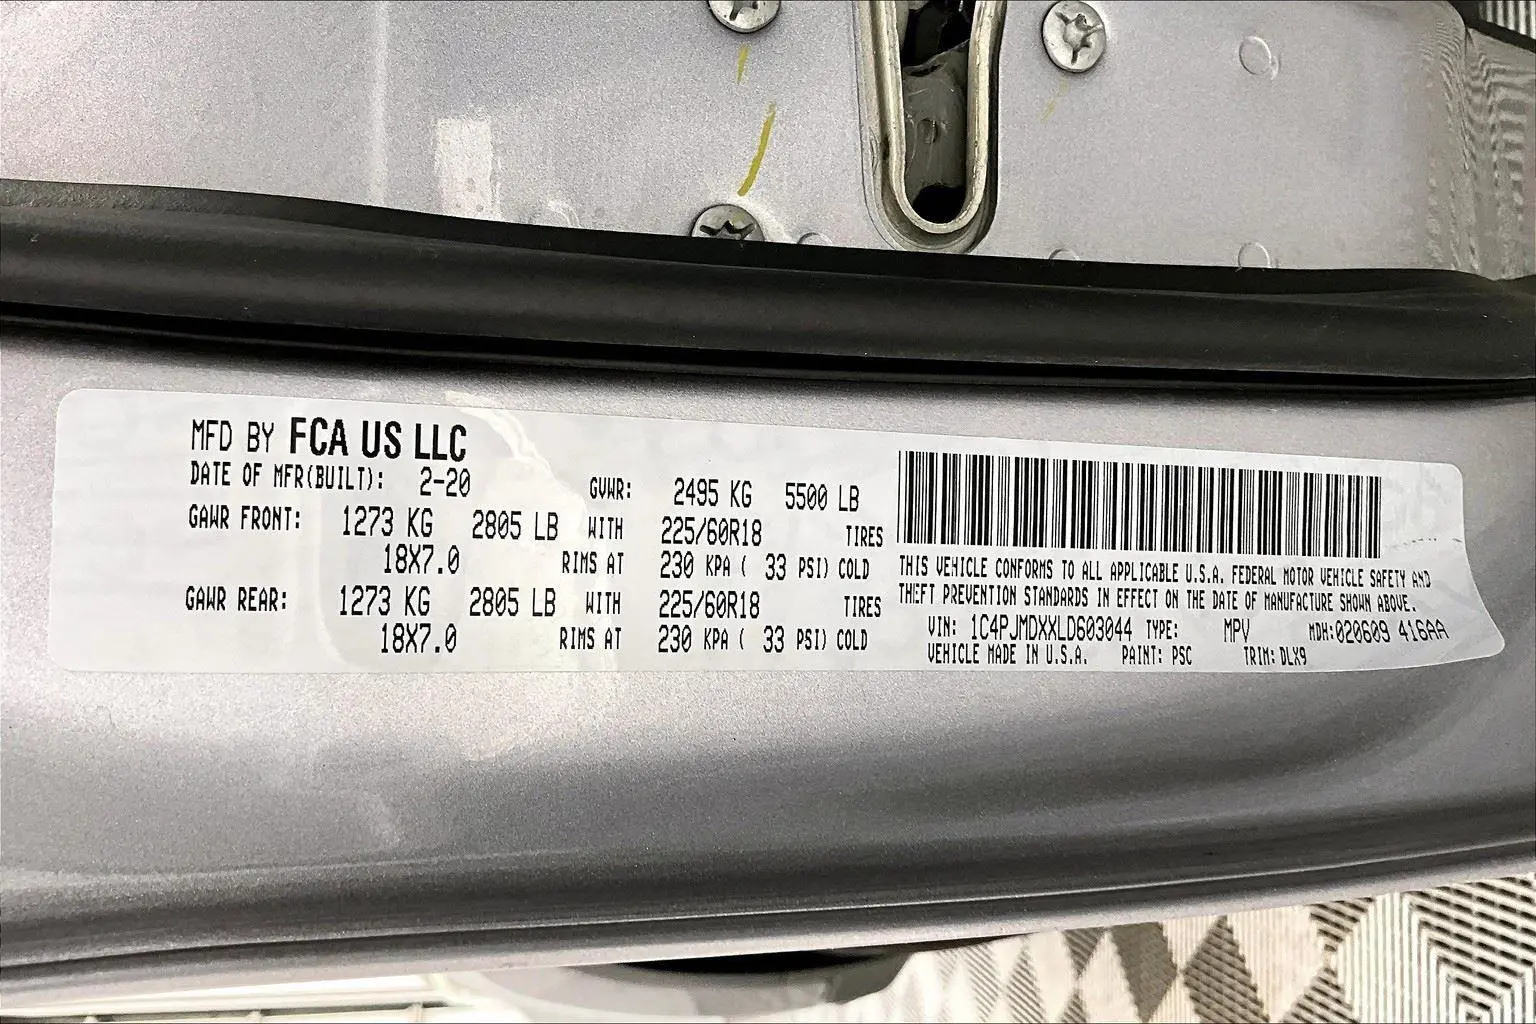 MFD BY FCA US LLC
DATE OF MFR(BUILT): 2-20 GVWR: 2495 KG 5500 LB
GAWR FRONT: 1273 KG 2805 LB WITH 225/60R18 TIRES
18X7.0 RIMS AT 230 KPA ( 33 PSI) COLD
GAWR REAR: 1273 KG 2805 LB WITH 225/60R18 TIRES
18X7.0 RIMS AT 230 KPA ( 33 PSI) COLD
THIS VEHICLE CONFORMS TO ALL APPLICABLE U.S.A. FEDERAL MOTOR VEHICLE SAFETY AND
THEFT PREVENTION STANDARDS IN EFFECT ON THE DATE OF MANUFACTURE SHOWN ABOVE.
VIN: 1C4PJMDXXLD603044 TYPE: MPV MDH:020609 416AA
VEHICLE MADE IN U.S.A. PAINT: PSC TRIM: DLX9